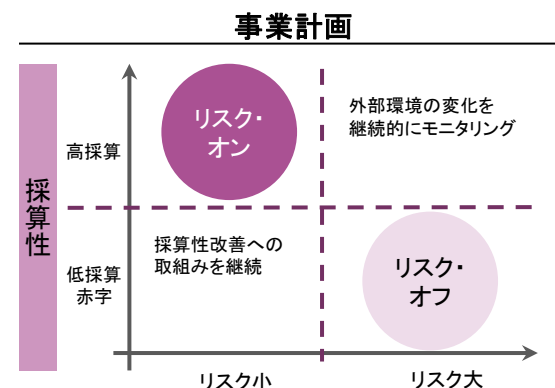 事業計画
採算性
高採算
低採算
赤字
リスク・
オン
外部環境の変化を
継続的にモニタリング
採算性改善への
取組みを継続
リスク・
オフ
リスク小
リスク大